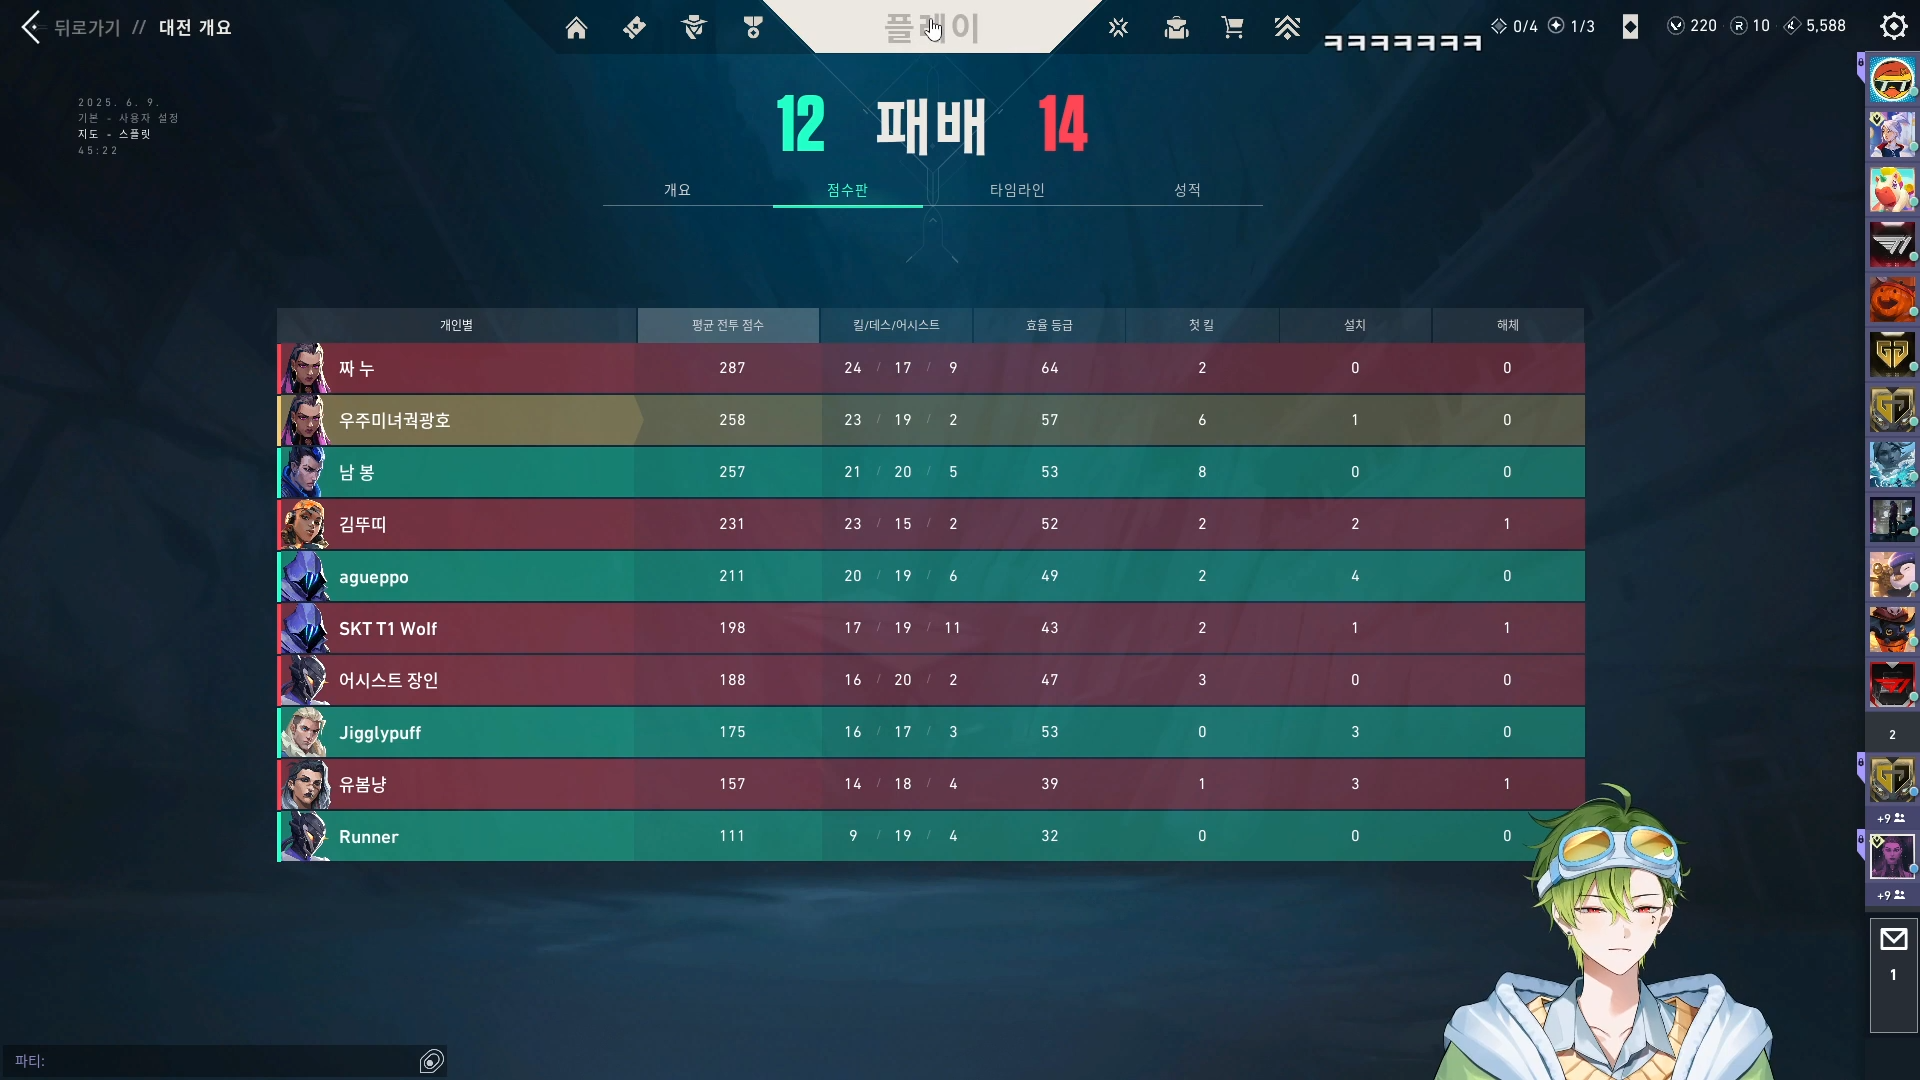 뒤로가기 // 대전 개요
플레이
ㅋㅋㅋㅋㅋㅋㅋ
0/4 1/3
220 10 5,588
2025. 6. 9.
기본 - 사용자 설정
지도 - 스플릿
45:22
12 패배 14
개요 점수판 타임라인 성적
개인별 평균 전투 점수 킬/데스/어시스트 효율 등급 첫 킬 설치 해체
짜 누 287 24 / 17 / 9 64 2 0 0
우주미녀궉광호 258 23 / 19 / 2 57 6 1 0
남 봉 257 21 / 20 / 5 53 8 0 0
김뚜띠 231 23 / 15 / 2 52 2 2 1
agueppo 211 20 / 19 / 6 49 2 4 0
SKT T1 Wolf 198 17 / 19 / 11 43 2 1 1
어시스트 장인 188 16 / 20 / 2 47 3 0 0
Jigglypuff 175 16 / 17 / 3 53 0 3 0
유봄냥 157 14 / 18 / 4 39 1 3 1
Runner 111 9 / 19 / 4 32 0 0 0
2
+9
+9
1
파티: